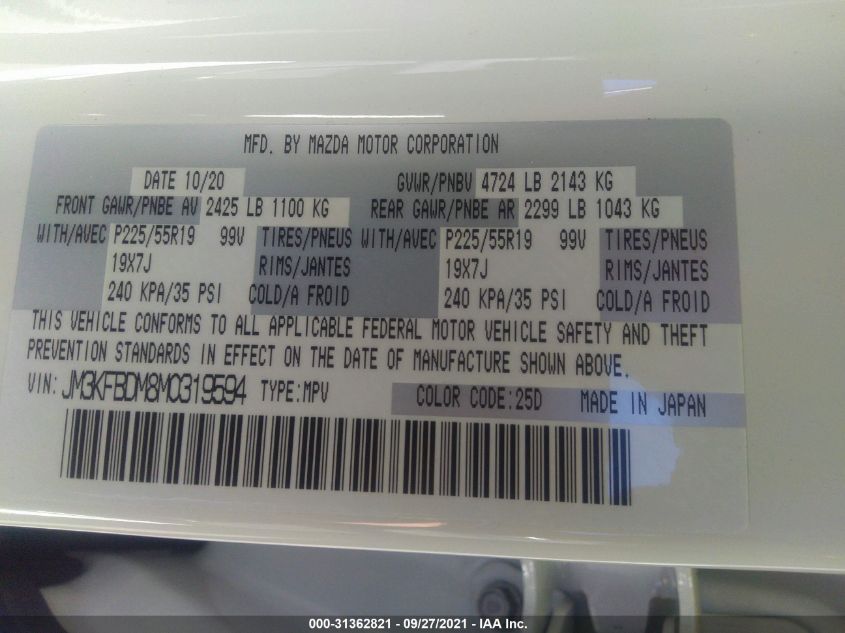 MFD. BY MAZDA MOTOR CORPORATION
DATE 10/20 GVWR/PNBV 4724 LB 2143 KG
FRONT GAWR/PNBE AV 2425 LB 1100 KG REAR GAWR/PNBE AR 2299 LB 1043 KG
WITH/AVEC P225/55R19 99V TIRES/PNEUS WITH/AVEC P225/55R19 99V TIRES/PNEUS
19X7J RIMS/JANTES 19X7J RIMS/JANTES
240 KPA/35 PSI COLD/A FROID 240 KPA/35 PSI COLD/A FROID
THIS VEHICLE CONFORMS TO ALL APPLICABLE FEDERAL MOTOR VEHICLE SAFETY AND THEFT
PREVENTION STANDARDS IN EFFECT ON THE DATE OF MANUFACTURE SHOWN ABOVE.
VIN: JM3KFBDM8M0319594 TYPE:MPV COLOR CODE:25D MADE IN JAPAN
000-31362821 - 09/27/2021 - IAA Inc.